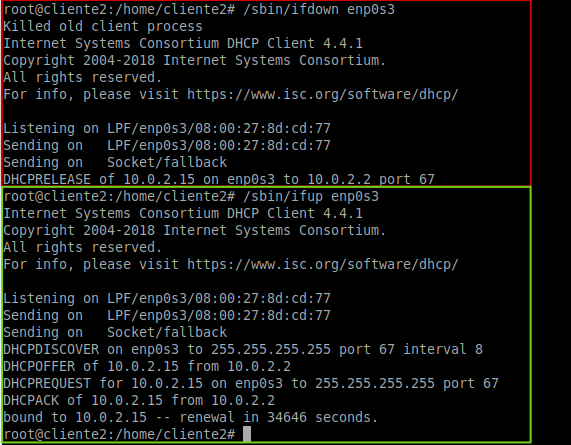 root@cliente2:/home/cliente2# /sbin/ifdown enp0s3
Killed old client process
Internet Systems Consortium DHCP Client 4.4.1
Copyright 2004-2018 Internet Systems Consortium.
All rights reserved.
For info, please visit https://www.isc.org/software/dhcp/
Listening on LPF/enp0s3/08:00:27:8d:cd:77
Sending on   LPF/enp0s3/08:00:27:8d:cd:77
Sending on   Socket/fallback
DHCPRELEASE of 10.0.2.15 on enp0s3 to 10.0.2.2 port 67
root@cliente2:/home/cliente2# /sbin/ifup enp0s3
Internet Systems Consortium DHCP Client 4.4.1
Copyright 2004-2018 Internet Systems Consortium.
All rights reserved.
For info, please visit https://www.isc.org/software/dhcp/
Listening on LPF/enp0s3/08:00:27:8d:cd:77
Sending on   LPF/enp0s3/08:00:27:8d:cd:77
Sending on   Socket/fallback
DHCPDISCOVER on enp0s3 to 255.255.255.255 port 67 interval 8
DHCPOFFER of 10.0.2.15 from 10.0.2.2
DHCPREQUEST for 10.0.2.15 on enp0s3 to 255.255.255.255 port 67
DHCPACK of 10.0.2.15 from 10.0.2.2
bound to 10.0.2.15 -- renewal in 34646 seconds.
root@cliente2:/home/cliente2#